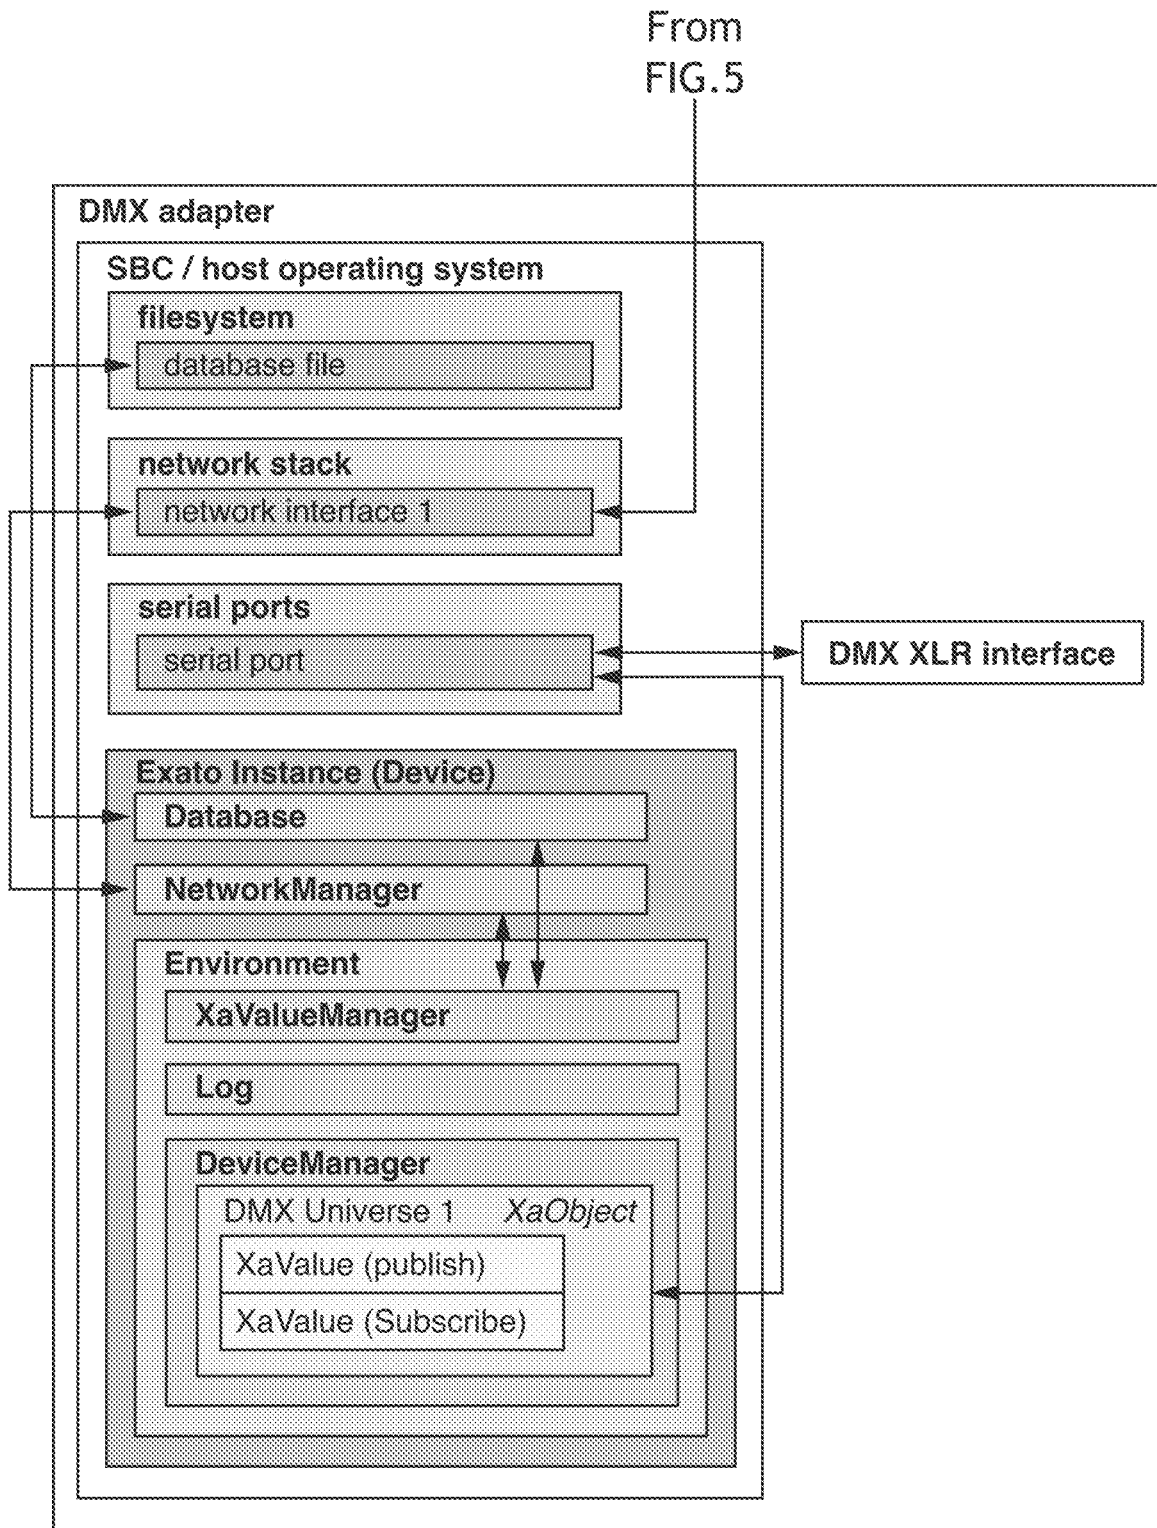 From
FIG.5
DMX adapter
SBC / host operating system
filesystem
database file
network stack
network interface 1
serial ports
serial port
DMX XLR interface
Exato Instance (Device)
Database
NetworkManager
Environment
XaValueManager
Log
DeviceManager
DMX Universe 1 XaObject
XaValue (publish)
XaValue (Subscribe)